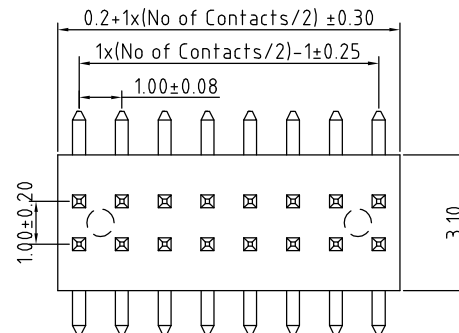 0.2+1x(No of Contacts/2) ±0.30
1x(No of Contacts/2)-1±0.25
1.00±0.08
1.00±0.20
3.10